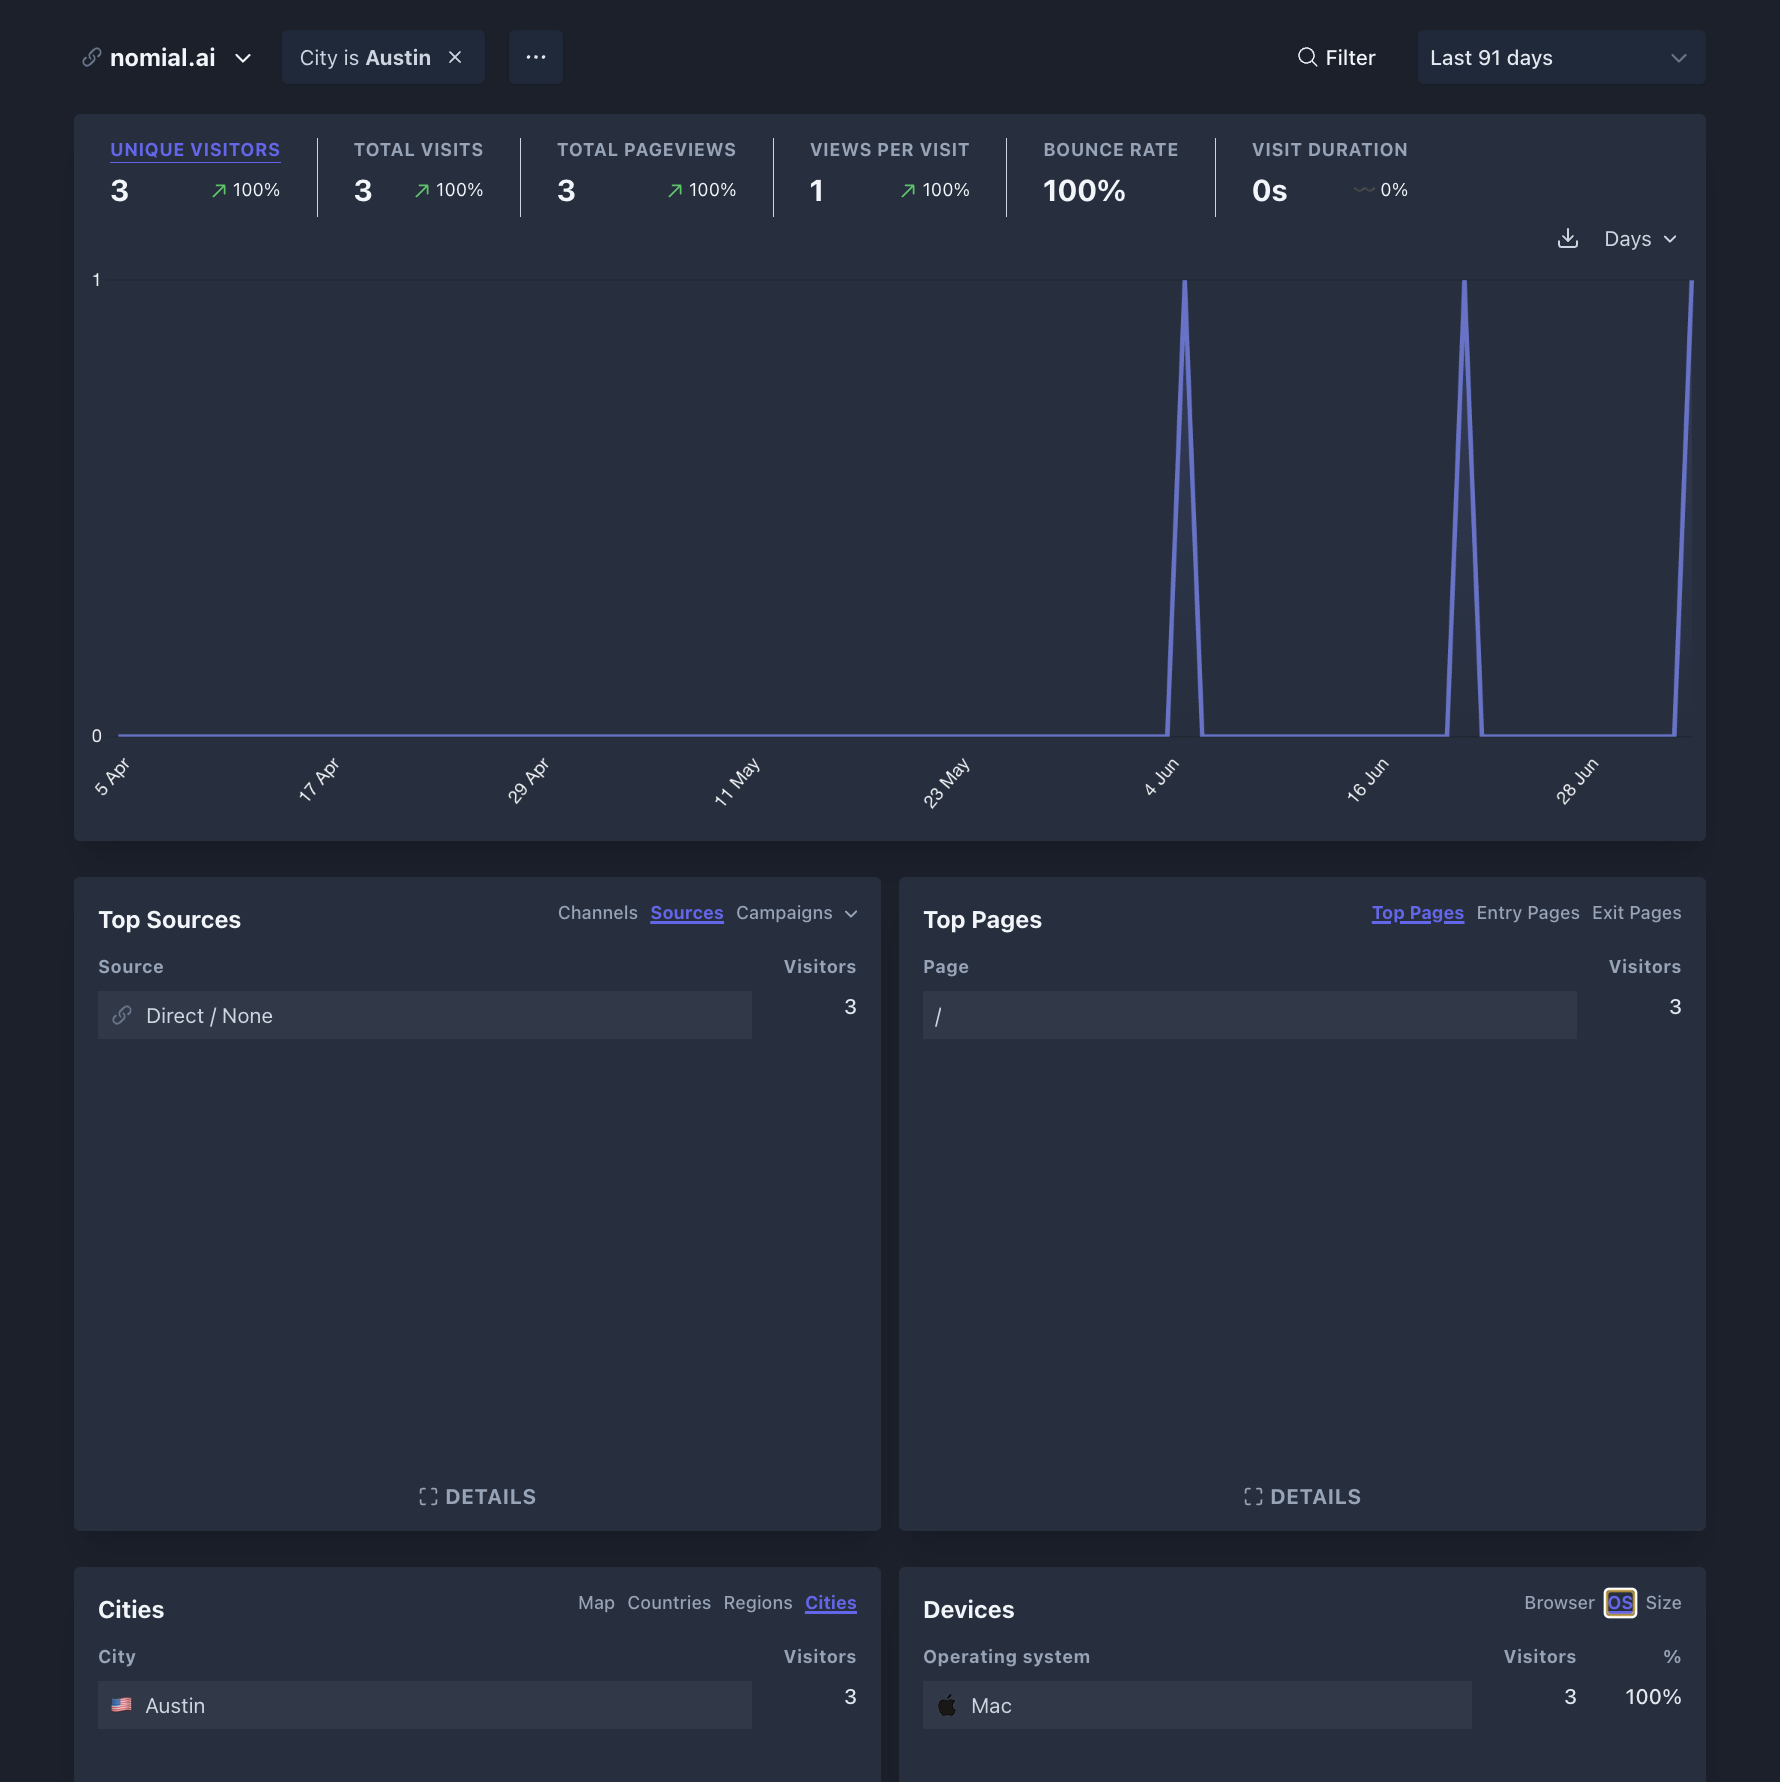 nomial.ai
City is Austin
Filter
Last 91 days
UNIQUE VISITORS
3 100%
TOTAL VISITS
3 100%
TOTAL PAGEVIEWS
3 100%
VIEWS PER VISIT
1 100%
BOUNCE RATE
100%
VISIT DURATION
0s 0%
Days
1
0
5 Apr
17 Apr
29 Apr
11 May
23 May
4 Jun
16 Jun
28 Jun
Top Sources
Channels Sources Campaigns
Source Visitors
Direct / None 3
DETAILS
Top Pages
Top Pages Entry Pages Exit Pages
Page Visitors
/ 3
DETAILS
Cities
Map Countries Regions Cities
City Visitors
Austin 3
Devices
Browser OS Size
Operating system Visitors %
Mac 3 100%